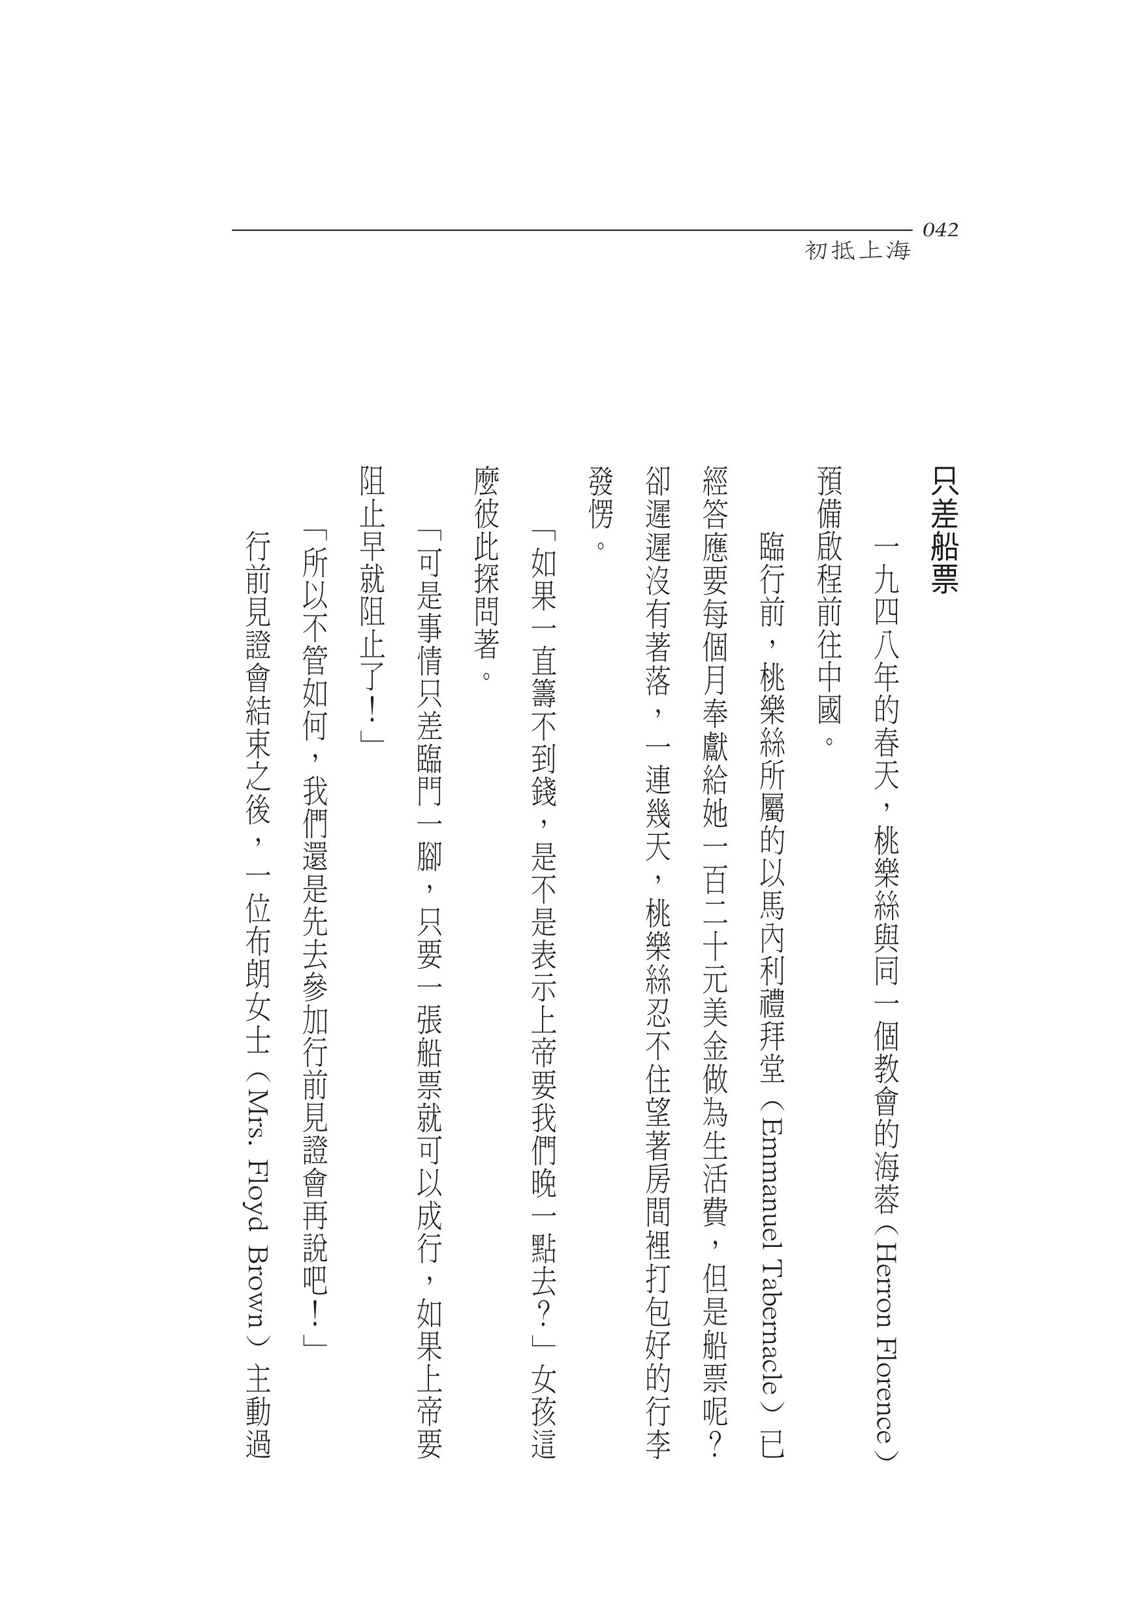 042
初抵上海
只差船票
一九四八年的春天，桃樂絲與同一個教會的海蓉（Herron Florence）
預備啟程前往中國。
臨行前，桃樂絲所屬的以馬內利禮拜堂（Emmanuel Tabernacle）已
經答應要每個月奉獻給她一百二十元美金做為生活費，但是船票呢？
卻遲遲沒有著落，一連幾天，桃樂絲忍不住望著房間裡打包好的行李
發愣。
「如果一直籌不到錢，是不是表示上帝要我們晚一點去？」女孩這
麼彼此探問著。
「可是事情只差臨門一腳，只要一張船票就可以成行，如果上帝要
阻止早就阻止了！」
「所以不管如何，我們還是先去參加行前見證會再說吧！」
行前見證會結束之後，一位布朗女士（Mrs. Floyd Brown）主動過